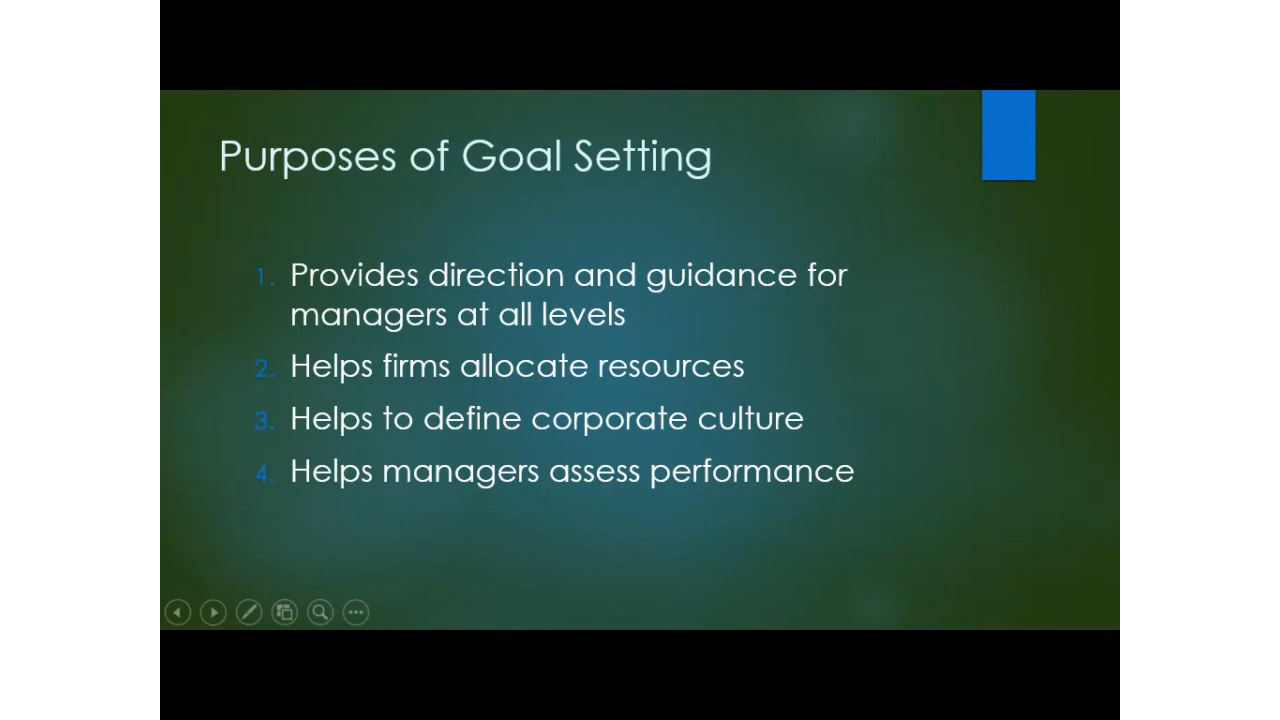 Purposes of Goal Setting
1. Provides direction and guidance for
managers at all levels
2. Helps firms allocate resources
3. Helps to define corporate culture
4. Helps managers assess performance